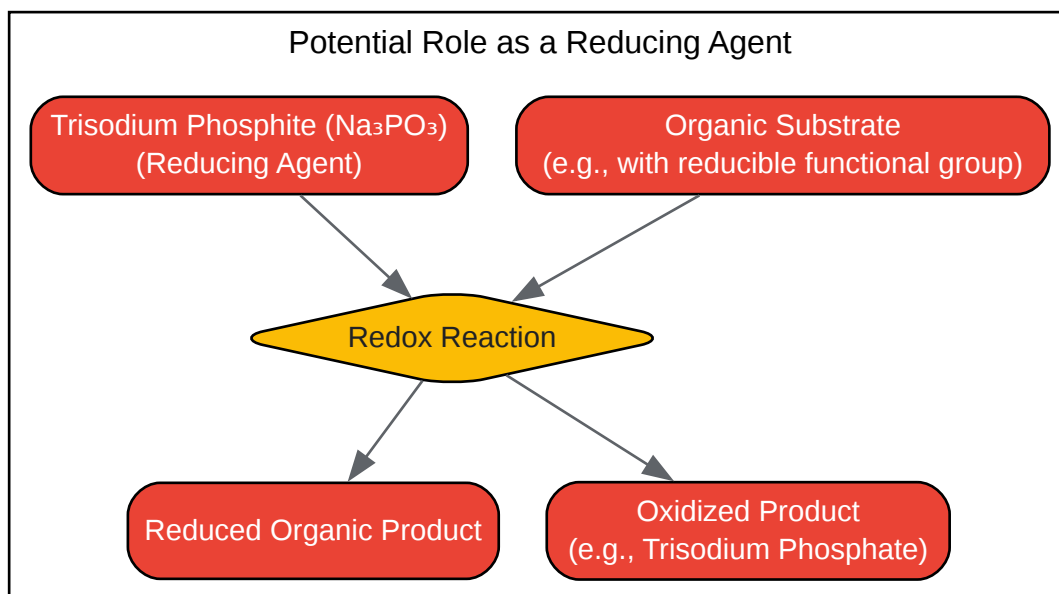 Potential Role as a Reducing Agent
Trisodium Phosphite (Na₃PO₃)
(Reducing Agent)
Organic Substrate
(e.g., with reducible functional group)
Redox Reaction
Reduced Organic Product
Oxidized Product
(e.g., Trisodium Phosphate)